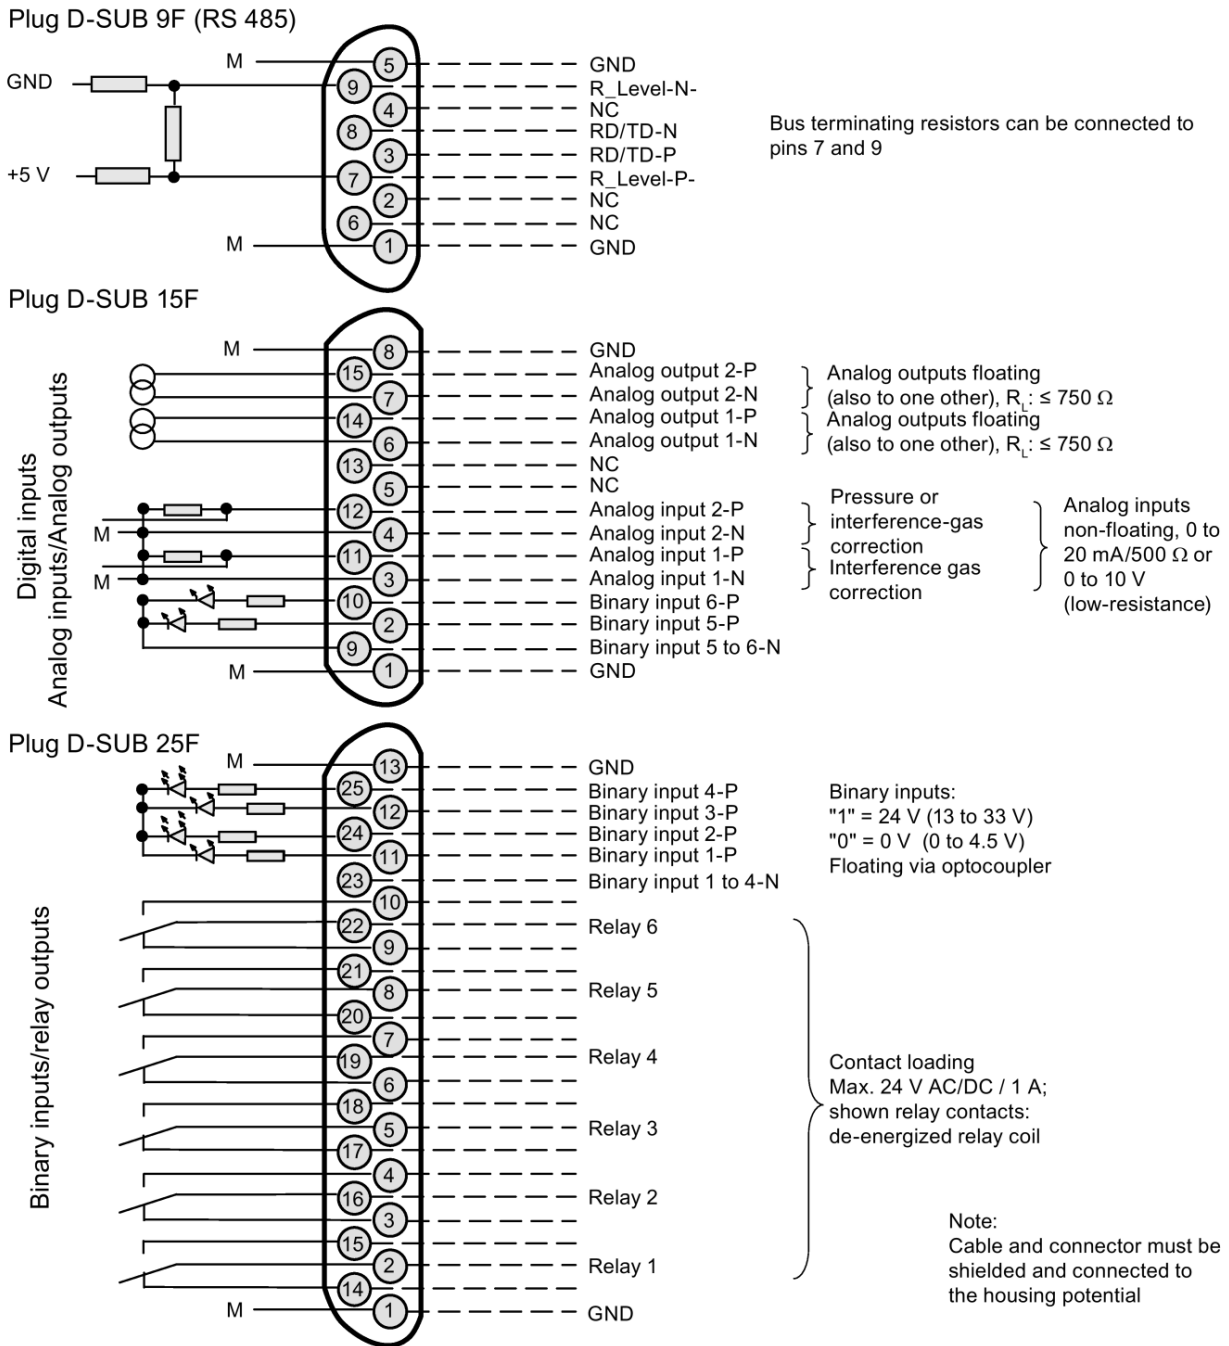 Plug D-SUB 9F (RS 485)
M
5
GND
GND
9
R_Level-N-
4
NC
8
RD/TD-N
3
RD/TD-P
+5 V
7
R_Level-P-
2
NC
6
NC
M
1
GND
Bus terminating resistors can be connected to
pins 7 and 9
Plug D-SUB 15F
Digital inputs
Analog inputs/Analog outputs
M
8
GND
15
Analog output 2-P
7
Analog output 2-N
14
Analog output 1-P
6
Analog output 1-N
13
NC
5
NC
12
Analog input 2-P
M
4
Analog input 2-N
11
Analog input 1-P
M
3
Analog input 1-N
10
Binary input 6-P
2
Binary input 5-P
9
Binary input 5 to 6-N
M
1
GND
Analog outputs floating
(also to one other), RL: ≤ 750 Ω
Analog outputs floating
(also to one other), RL: ≤ 750 Ω
Pressure or
interference-gas
correction
Interference gas
correction
Analog inputs
non-floating, 0 to
20 mA/500 Ω or
0 to 10 V
(low-resistance)
Plug D-SUB 25F
Binary inputs/relay outputs
M
13
GND
25
Binary input 4-P
12
Binary input 3-P
24
Binary input 2-P
11
Binary input 1-P
23
Binary input 1 to 4-N
10
22
Relay 6
9
21
8
Relay 5
20
7
19
Relay 4
6
18
5
Relay 3
17
4
16
Relay 2
3
15
2
Relay 1
14
M
1
GND
Binary inputs:
"1" = 24 V (13 to 33 V)
"0" = 0 V (0 to 4.5 V)
Floating via optocoupler
Contact loading
Max. 24 V AC/DC / 1 A;
shown relay contacts:
de-energized relay coil
Note:
Cable and connector must be
shielded and connected to
the housing potential